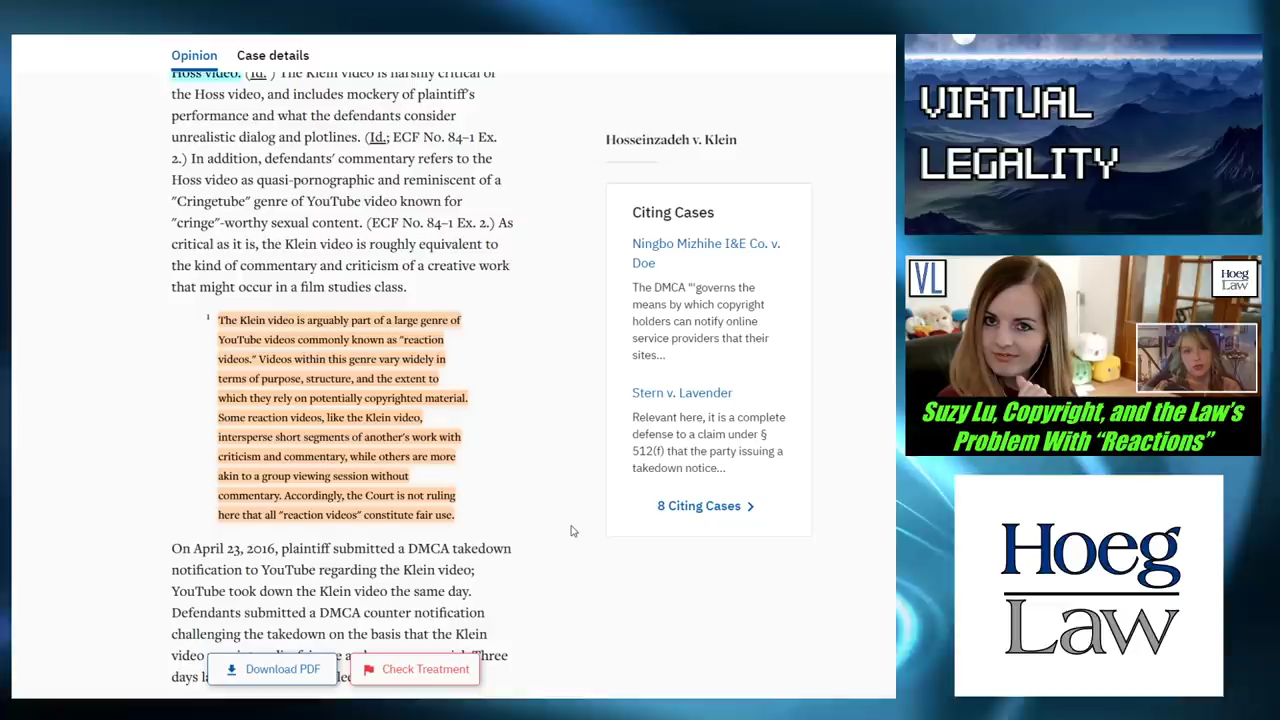 Opinion Case details
Hoss video. (Id. ) The Klein video is harshly critical of
the Hoss video, and includes mockery of plaintiff's
performance and what the defendants consider
unrealistic dialog and plotlines. (Id.; ECF No. 84–1 Ex.
2.) In addition, defendants' commentary refers to the
Hoss video as quasi-pornographic and reminiscent of a
"Cringetube" genre of YouTube video known for
"cringe"-worthy sexual content. (ECF No. 84–1 Ex. 2.) As
critical as it is, the Klein video is roughly equivalent to
the kind of commentary and criticism of a creative work
that might occur in a film studies class.
1 The Klein video is arguably part of a large genre of
YouTube videos commonly known as "reaction
videos." Videos within this genre vary widely in
terms of purpose, structure, and the extent to
which they rely on potentially copyrighted material.
Some reaction videos, like the Klein video,
intersperse short segments of another's work with
criticism and commentary, while others are more
akin to a group viewing session without
commentary. Accordingly, the Court is not ruling
here that all "reaction videos" constitute fair use.
On April 23, 2016, plaintiff submitted a DMCA takedown
notification to YouTube regarding the Klein video;
YouTube took down the Klein video the same day.
Defendants submitted a DMCA counter notification
challenging the takedown on the basis that the Klein
video Three
days
Download PDF
Check Treatment
Hosseinzadeh v. Klein
Citing Cases
Ningbo Mizhihe I&E Co. v.
Doe
The DMCA "'governs the
means by which copyright
holders can notify online
service providers that their
sites...
Stern v. Lavender
Relevant here, it is a complete
defense to a claim under §
512(f) that the party issuing a
takedown notice...
8 Citing Cases
VIRTUAL
LEGALITY
VL
Hoeg
Law
Suzy Lu, Copyright, and the Law's
Problem With "Reactions"
Hoeg
Law